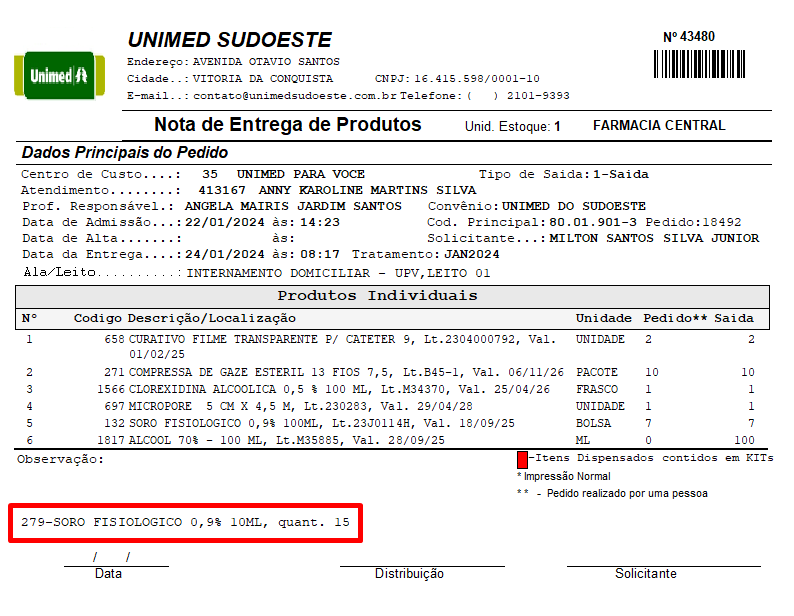 UNIMED SUDOESTE
Nº 43480
Unimed
Endereço: AVENIDA OTAVIO SANTOS
Cidade..: VITORIA DA CONQUISTA CNPJ: 16.415.598/0001-10
E-mail..: contato@unimedsudoeste.com.br Telefone: ( ) 2101-9393
Nota de Entrega de Produtos Unid. Estoque: 1 FARMACIA CENTRAL
Dados Principais do Pedido
Centro de Custo....: 35 UNIMED PARA VOCE Tipo de Saida: 1-Saida
Atendimento........: 413167 ANNY KAROLINE MARTINS SILVA
Prof. Responsável.: ANGELA MAIRIS JARDIM SANTOS Convênio: UNIMED DO SUDOESTE
Data de Admissão...: 22/01/2024 às: 14:23 Cod. Principal: 80.01.901-3 Pedido:18492
Data de Alta.......: às: Solicitante...: MILTON SANTOS SILVA JUNIOR
Data da Entrega....: 24/01/2024 às: 08:17 Tratamento: JAN2024
Ala/Leito..........: INTERNAMENTO DOMICILIAR - UPV,LEITO 01
Produtos Individuais
Nº Codigo Descrição/Localização Unidade Pedido** Saida
1 658 CURATIVO FILME TRANSPARENTE P/ CATETER 9, Lt.2304000792, Val. UNIDADE 2 2
01/02/25
2 271 COMPRESSA DE GAZE ESTERIL 13 FIOS 7,5, Lt.B45-1, Val. 06/11/26 PACOTE 10 10
3 1566 CLOREXIDINA ALCOOLICA 0,5 % 100 ML, Lt.M34370, Val. 25/04/26 FRASCO 1 1
4 697 MICROPORE 5 CM X 4,5 M, Lt.230283, Val. 29/04/28 UNIDADE 1 1
5 132 SORO FISIOLOGICO 0,9% 100ML, Lt.23J0114H, Val. 18/09/25 BOLSA 7 7
6 1817 ALCOOL 70% - 100 ML, Lt.M35885, Val. 28/09/25 ML 0 100
Observação: -Itens Dispensados contidos em KITs
* Impressão Normal
** - Pedido realizado por uma pessoa
279-SORO FISIOLOGICO 0,9% 10ML, quant. 15
/ /
Data Distribuição Solicitante